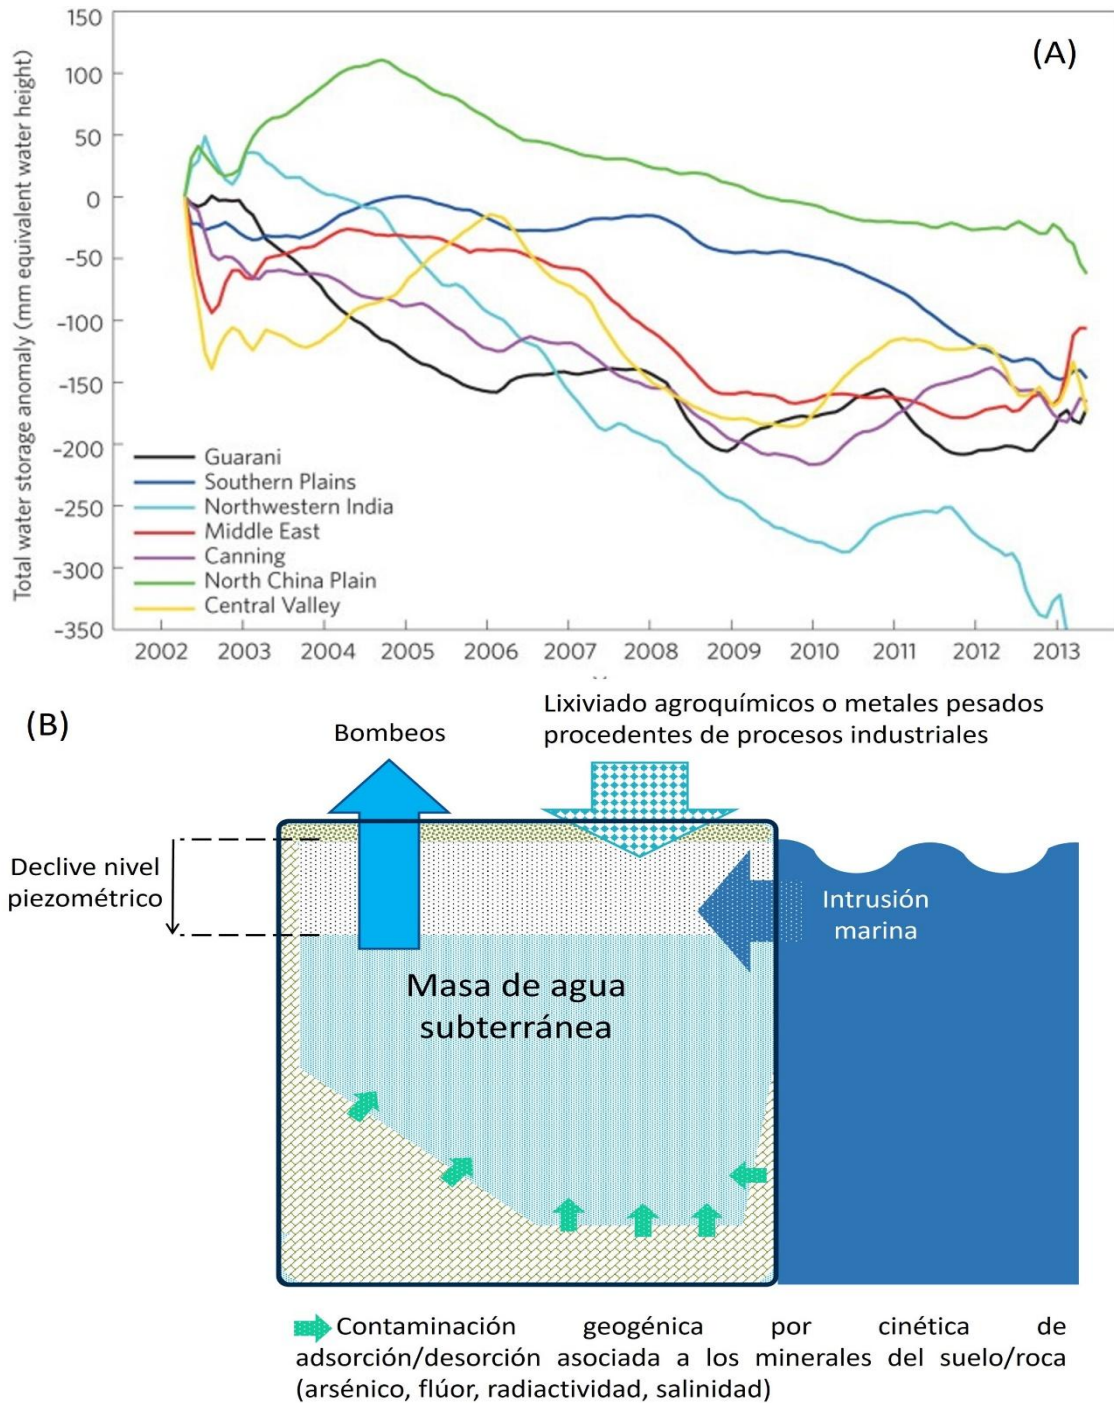 (A)
Total water storage anomaly (mm equivalent water height)
150
100
50
0
-50
-100
-150
-200
-250
-300
-350
Guarani
Southern Plains
Northwestern India
Middle East
Canning
North China Plain
Central Valley
2002 2003 2004 2005 2006 2007 2008 2009 2010 2011 2012 2013
(B)
Bombeos
Lixiviado agroquímicos o metales pesados
procedentes de procesos industriales
Declive nivel
piezométrico
Intrusión
marina
Masa de agua
subterránea
Contaminación geogénica por cinética de
adsorción/desorción asociada a los minerales del suelo/roca
(arsénico, flúor, radiactividad, salinidad)